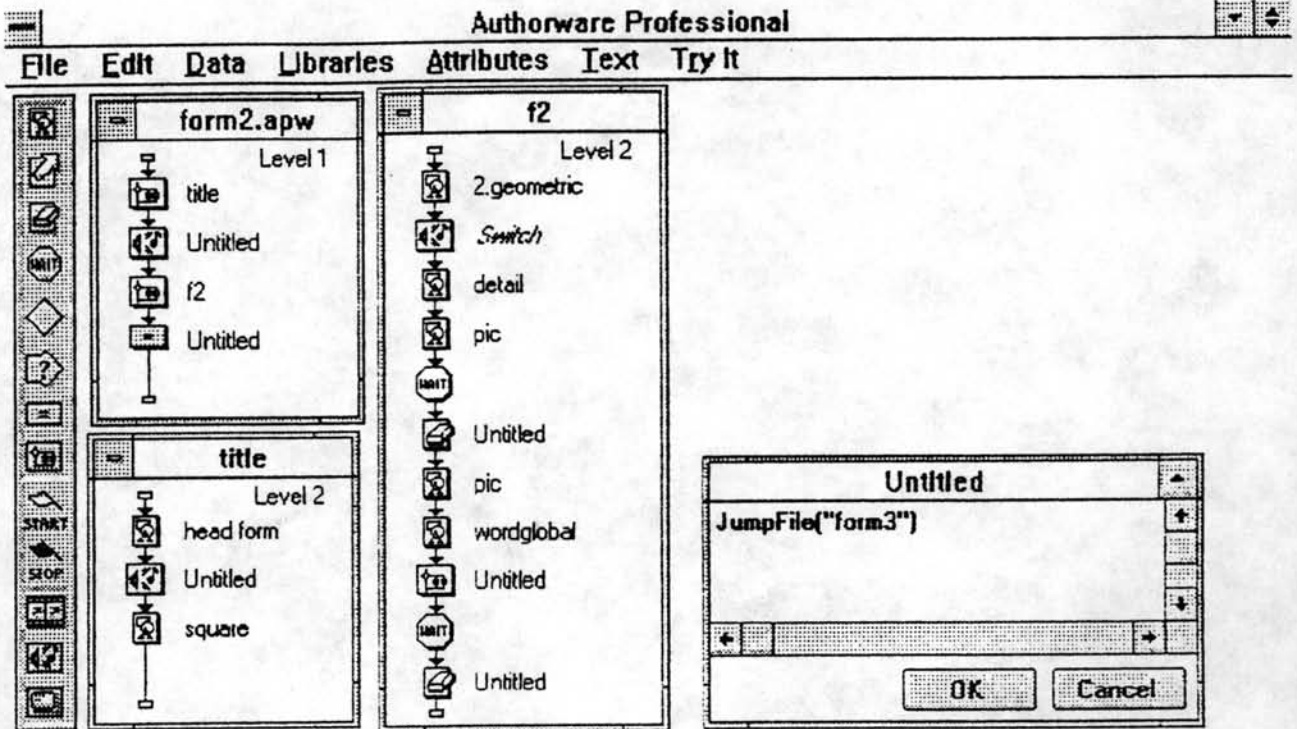 Authorware Professional
File Edit Data Libraries Attributes Text Try It
form2.apw
Level 1
title
Untitled
f2
Untitled
title
Level 2
head form
Untitled
square
f2
Level 2
2.geometric
Switch
detail
pic
WAIT
Untitled
pic
wordglobal
Untitled
WAIT
Untitled
WAIT
START
STOP
Untitled
JumpFile("form3")
OK Cancel